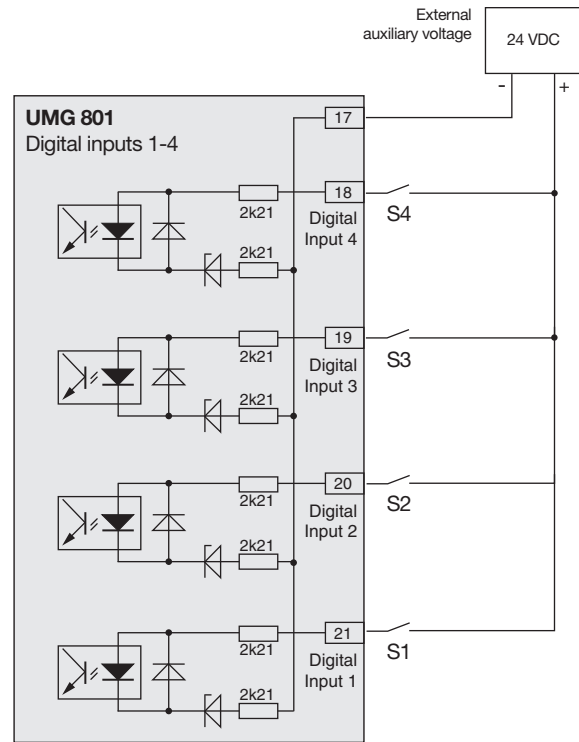 External
auxiliary voltage
24 VDC
- +
UMG 801
Digital inputs 1-4
17
18
2k21
Digital
Input 4
S4
2k21
19
2k21
Digital
Input 3
S3
2k21
20
2k21
Digital
Input 2
S2
2k21
21
2k21
Digital
Input 1
S1
2k21